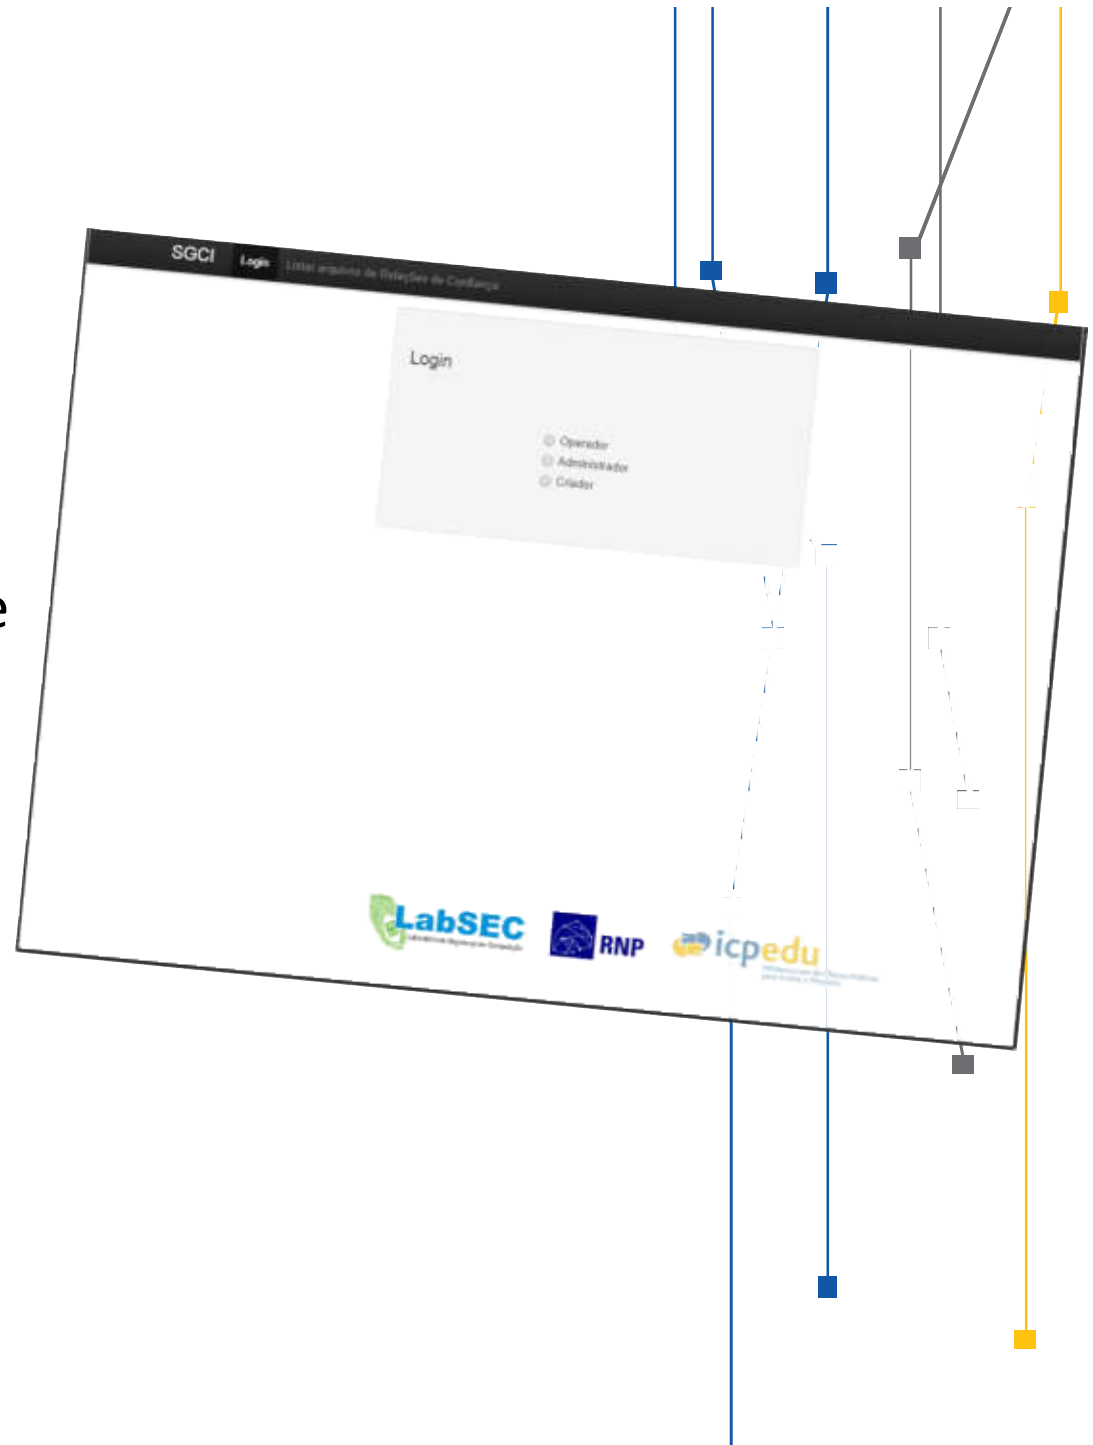 SGCI Login Listar arquivos de Relações de Confiança
Login
Operador
Administrador
Criador
e
LabSEC
RNP
icpedu